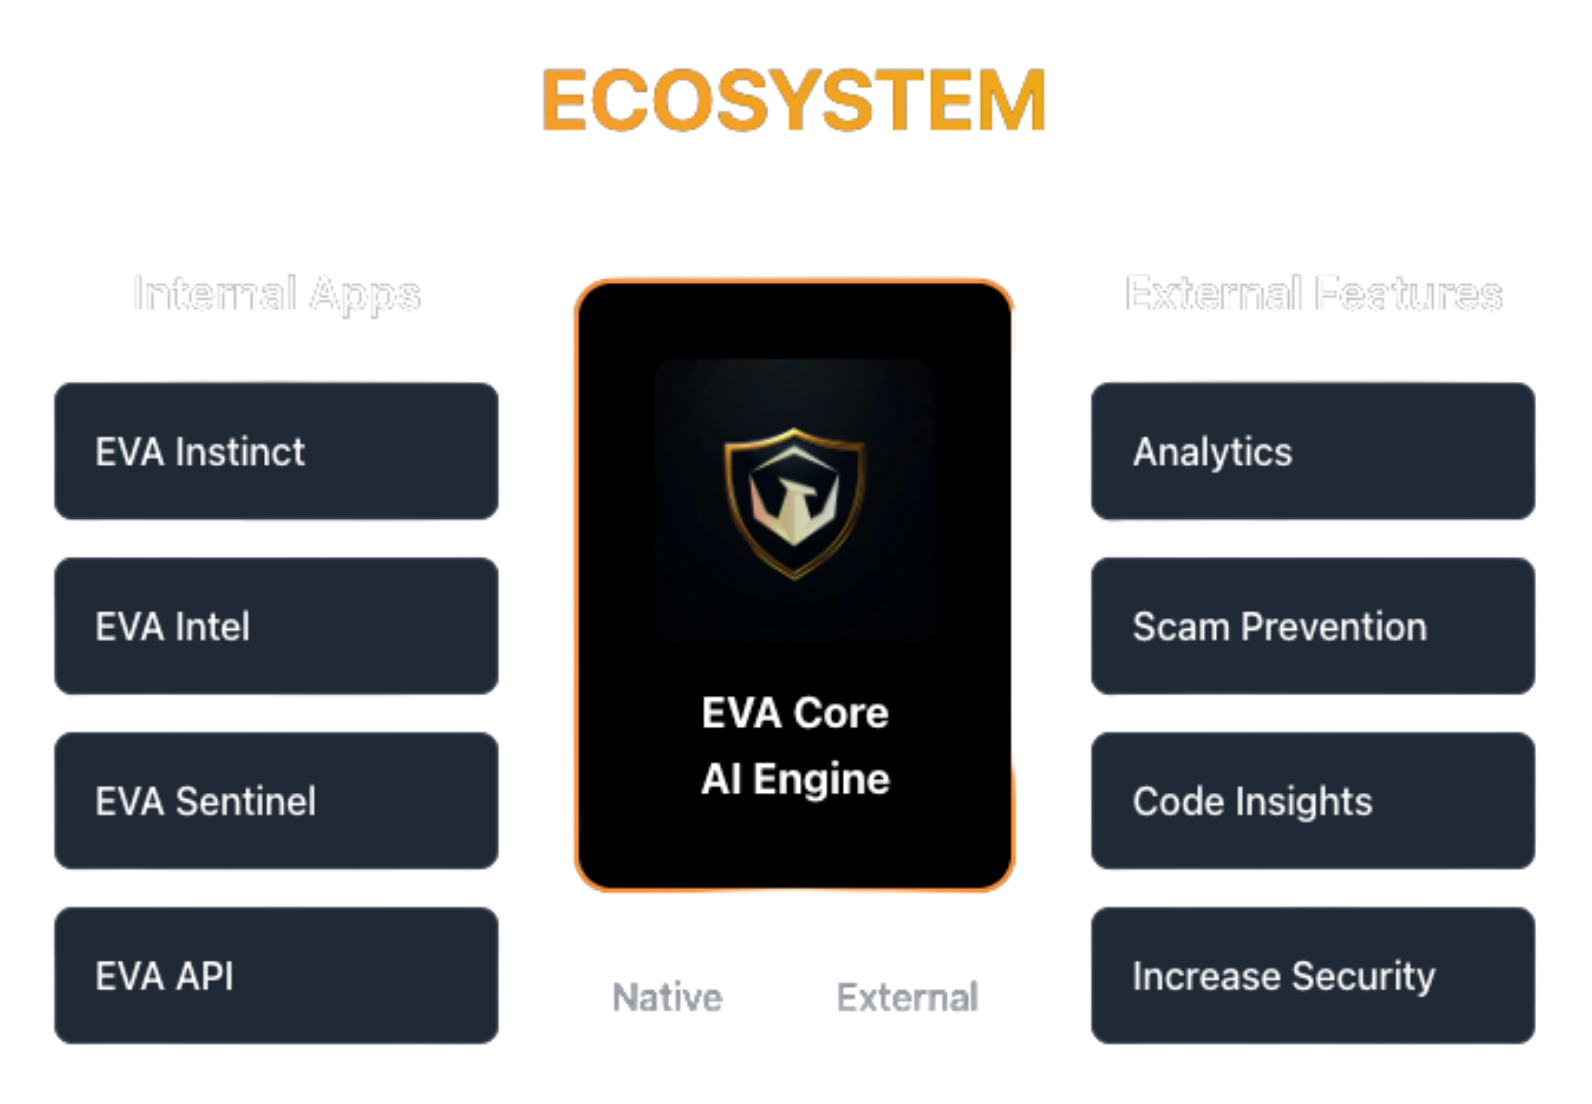 ECOSYSTEM
Internal Apps
EVA Instinct
EVA Intel
EVA Sentinel
EVA API
EVA Core
AI Engine
Native
External
External Features
Analytics
Scam Prevention
Code Insights
Increase Security